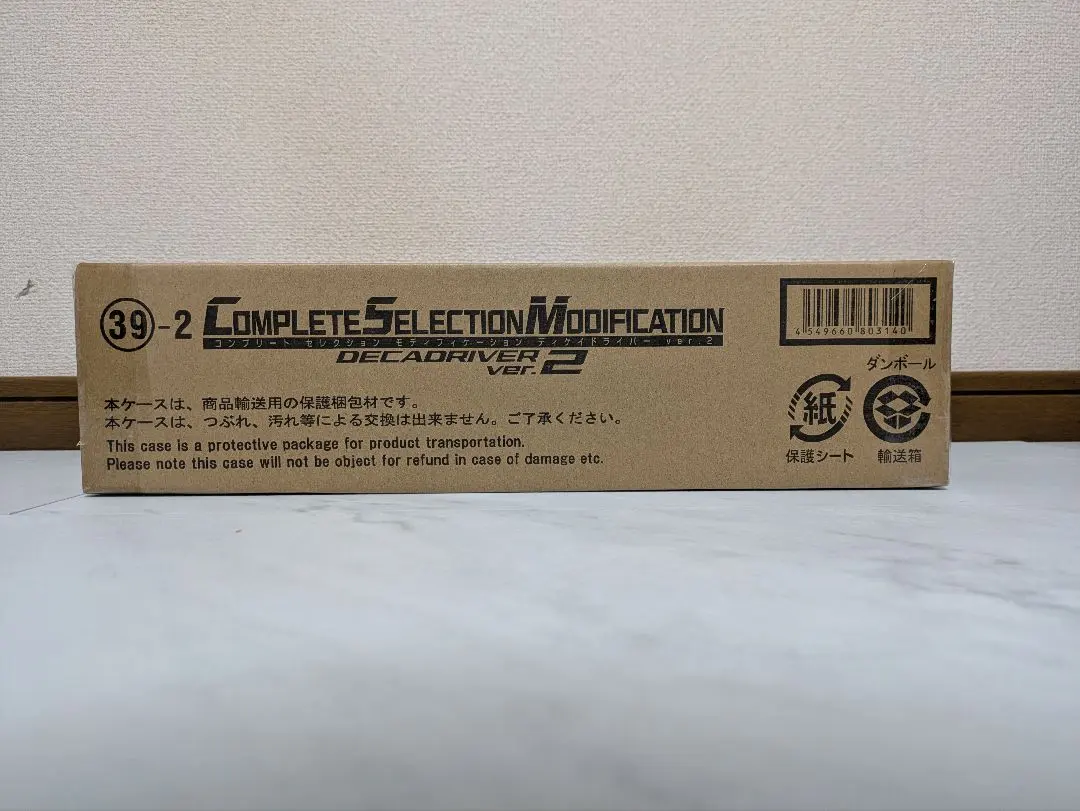 39-2 COMPLETE SELECTION MODIFICATION
コンプリート セレクション モディフィケーション ディケイドライバー ver.2
DECADRIVER
ver.2
本ケースは、商品輸送用の保護梱包材です。
本ケースは、つぶれ、汚れ等による交換は出来ません。ご了承ください。
This case is a protective package for product transportation.
Please note this case will not be object for refund in case of damage etc.
4 549660 803140
ダンボール
紙
保護シート
輸送箱